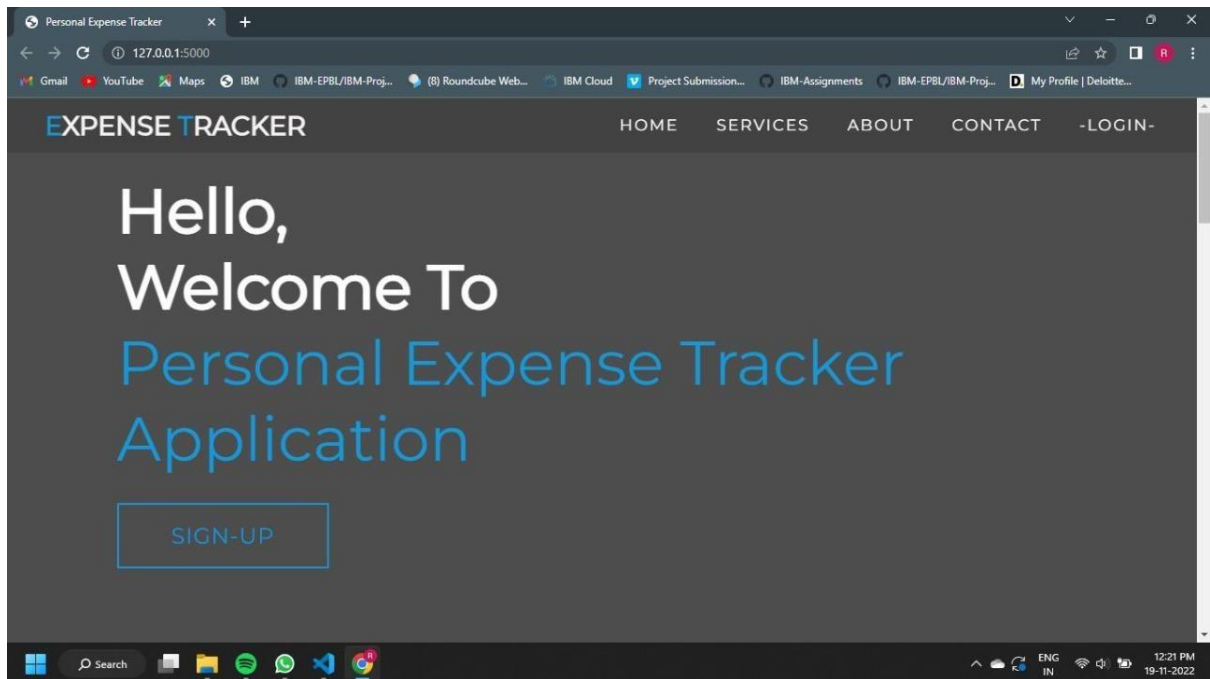 Personal Expense Tracker
127.0.0.1:5000
Gmail YouTube Maps IBM IBM-EPBL/IBM-Proj... (8) Roundcube Web... IBM Cloud Project Submission... IBM-Assignments IBM-EPBL/IBM-Proj... My Profile | Deloitte...
EXPENSE TRACKER HOME SERVICES ABOUT CONTACT -LOGIN-
Hello,
Welcome To
Personal Expense Tracker
Application
SIGN-UP
Search ENG 12:21 PM
IN 19-11-2022